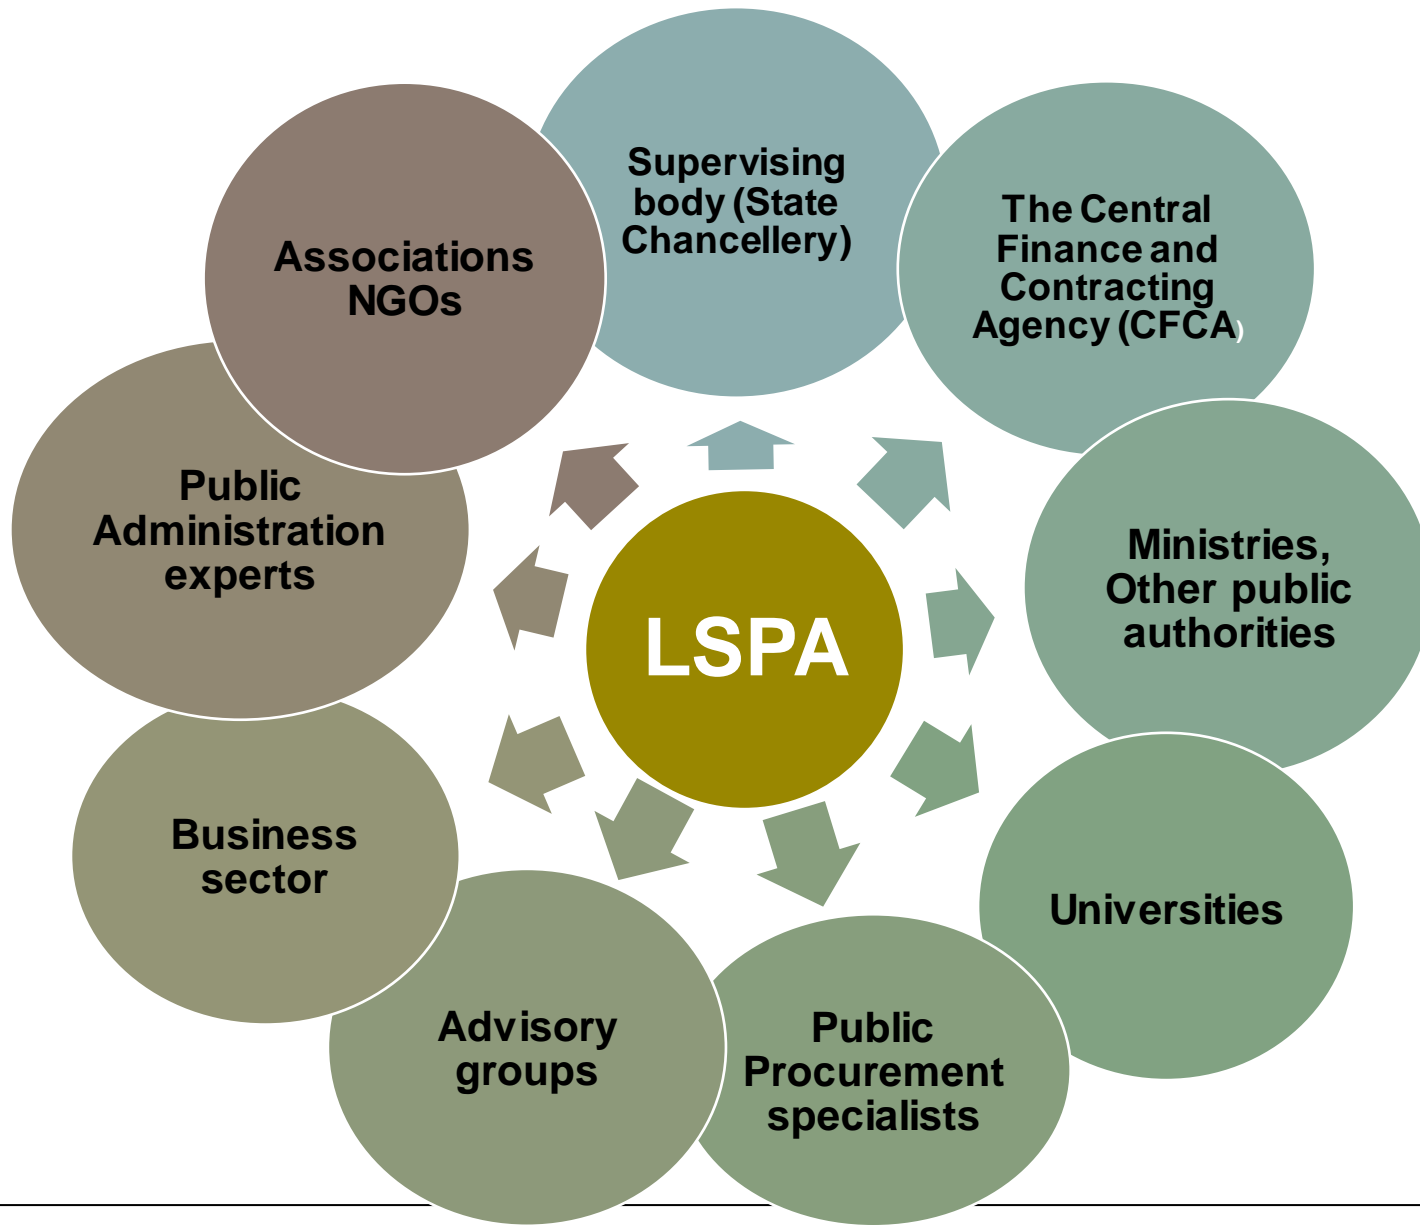 Supervising
body (State
Chancellery)
The Central
Finance and
Contracting
Agency (CFCA)
Ministries,
Other public
authorities
Universities
Public
Procurement
specialists
Advisory
groups
Business
sector
Public
Administration
experts
Associations
NGOs
LSPA